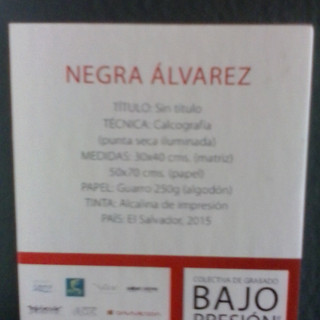 NEGRA ÁLVAREZ
TÍTULO: Sin título
TÉCNICA: Calcografía
(punta seca iluminada)
MEDIDAS: 30x40 cms. (matriz)
50x70 cms. (papel)
PAPEL: Guarro 250g (algodón)
TINTA: Alcalina de impresión
PAÍS: El Salvador, 2015
COLECTIVA DE GRABADO
BAJO
PRESIÓN